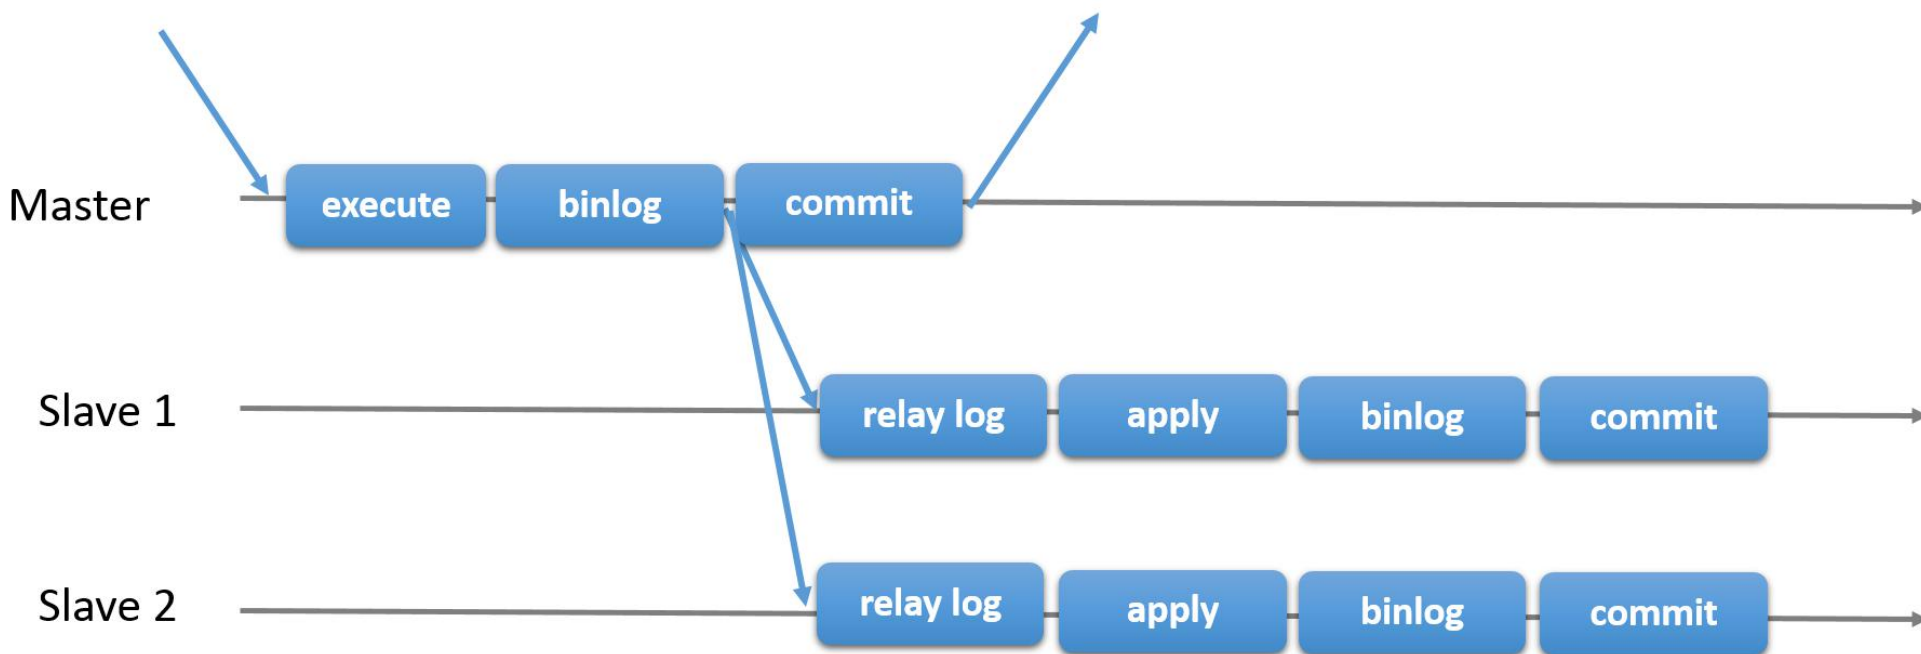 Master execute binlog commit
Slave 1 relay log apply binlog commit
Slave 2 relay log apply binlog commit